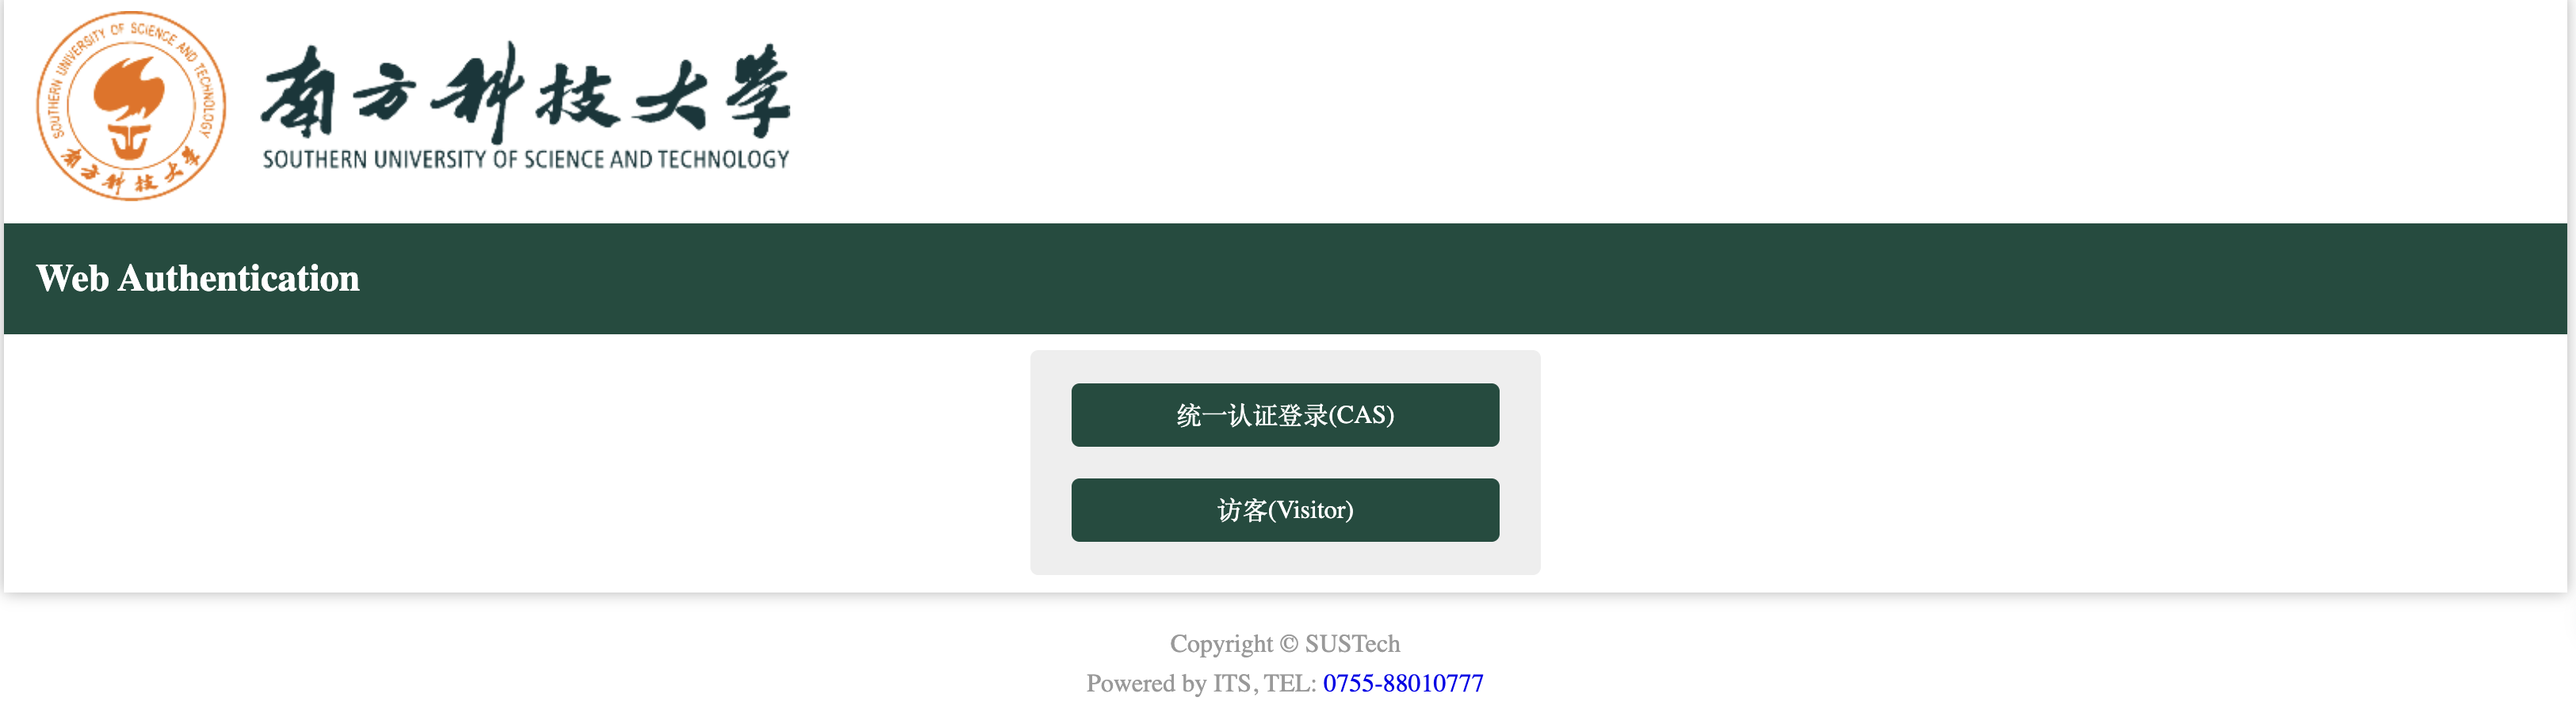 SOUTHERN UNIVERSITY OF SCIENCE AND TECHNOLOGY
南方科技大学
南方科技大学
SOUTHERN UNIVERSITY OF SCIENCE AND TECHNOLOGY
Web Authentication
统一认证登录(CAS)
访客(Visitor)
Copyright © SUSTech
Powered by ITS, TEL: 0755-88010777